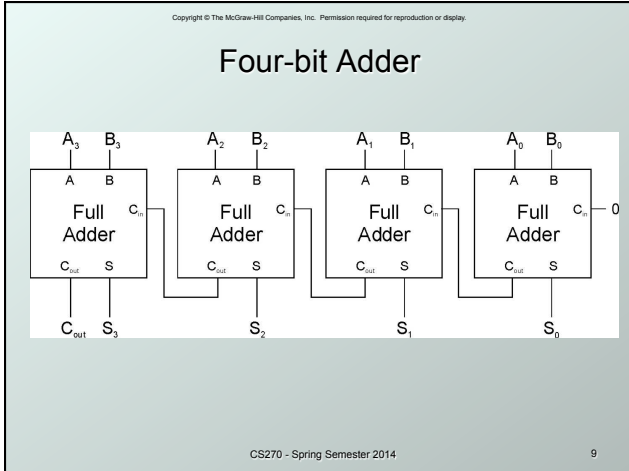 Copyright © The McGraw-Hill Companies, Inc. Permission required for reproduction or display.
Four-bit Adder
A₃ B₃ A₂ B₂ A₁ B₁ A₀ B₀
A B A B A B A B
Full Adder Cᵢₙ Full Adder Cᵢₙ Full Adder Cᵢₙ Full Adder Cᵢₙ 0
Cₒᵤₜ S Cₒᵤₜ S Cₒᵤₜ S Cₒᵤₜ S
Cₒᵤₜ S₃ S₂ S₁ S₀
CS270 - Spring Semester 2014 9